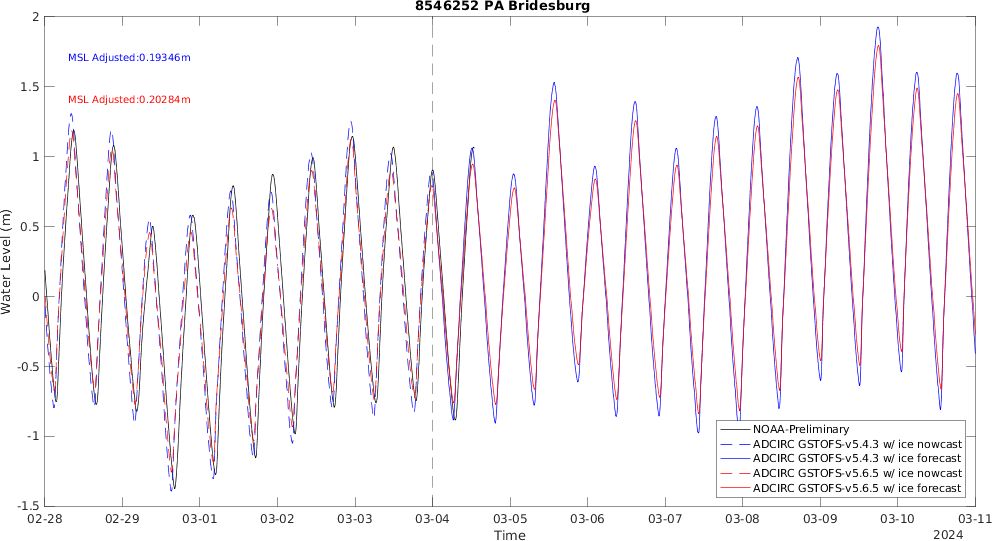 8546252 PA Bridesburg
MSL Adjusted:0.19346m
MSL Adjusted:0.20284m
Water Level (m)
2
1.5
1
0.5
0
-0.5
-1
-1.5
NOAA-Preliminary
ADCIRC GSTOFS-v5.4.3 w/ ice nowcast
ADCIRC GSTOFS-v5.4.3 w/ ice forecast
ADCIRC GSTOFS-v5.6.5 w/ ice nowcast
ADCIRC GSTOFS-v5.6.5 w/ ice forecast
02-28 02-29 03-01 03-02 03-03 03-04 03-05 03-06 03-07 03-08 03-09 03-10 03-11
Time
2024